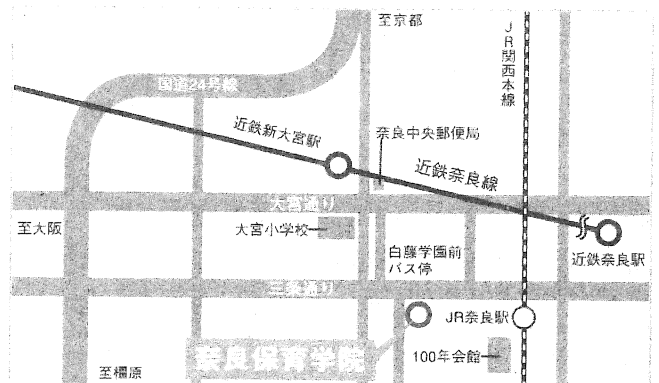 至京都
JR関西本線
国道24号線
近鉄新大宮駅
奈良中央郵便局
近鉄奈良線
大宮通り
至大阪
大宮小学校
白藤学園前
バス停
近鉄奈良駅
三条通り
JR奈良駅
奈良保育学院
100年会館
至橿原